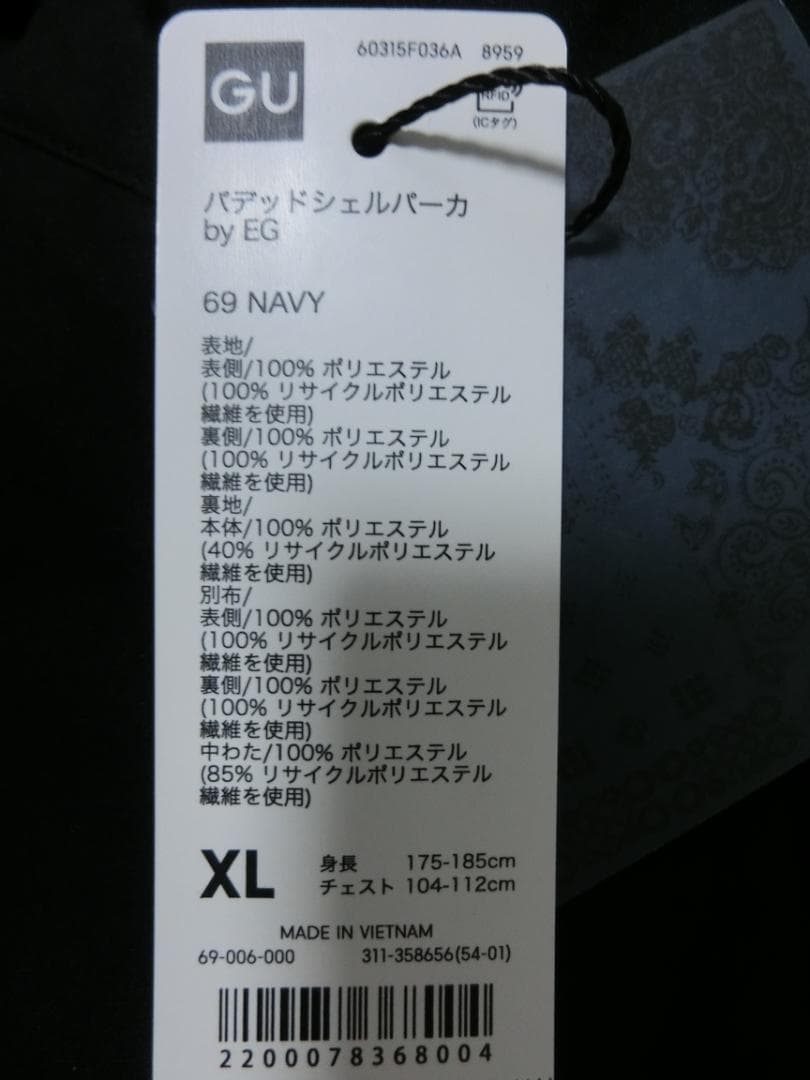 GU
60315F036A 8959
RFID
(ICタグ)
パデッドシェルパーカ
by EG
69 NAVY
表地/
表側/100% ポリエステル
(100% リサイクルポリエステル
繊維を使用)
裏側/100% ポリエステル
(100% リサイクルポリエステル
繊維を使用)
裏地/
本体/100% ポリエステル
(40% リサイクルポリエステル
繊維を使用)
別布/
表側/100% ポリエステル
(100% リサイクルポリエステル
繊維を使用)
裏側/100% ポリエステル
(100% リサイクルポリエステル
繊維を使用)
中わた/100% ポリエステル
(85% リサイクルポリエステル
繊維を使用)
XL
身長 175-185cm
チェスト 104-112cm
MADE IN VIETNAM
69-006-000 311-358656(54-01)
2200078368004